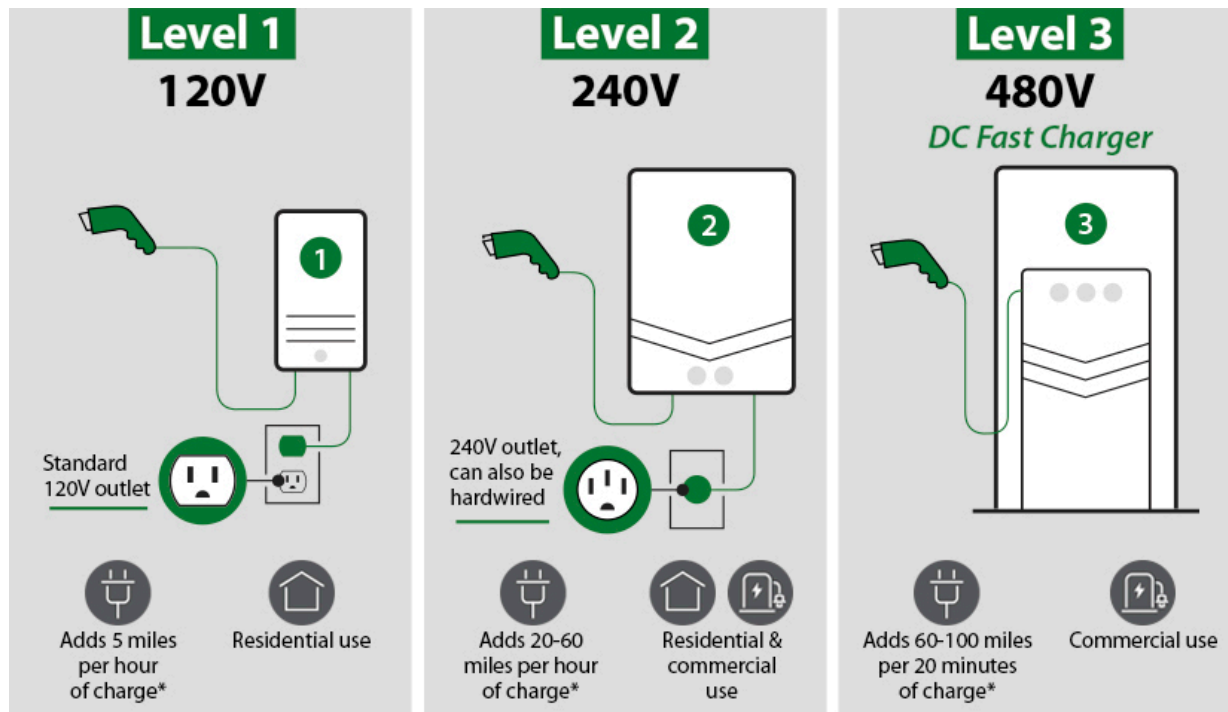 Level 1
120V
1
Standard
120V outlet
Adds 5 miles
per hour
of charge*
Residential use
Level 2
240V
2
240V outlet,
can also be
hardwired
Adds 20-60
miles per hour
of charge*
Residential &
commercial
use
Level 3
480V
DC Fast Charger
3
Adds 60-100 miles
per 20 minutes
of charge*
Commercial use